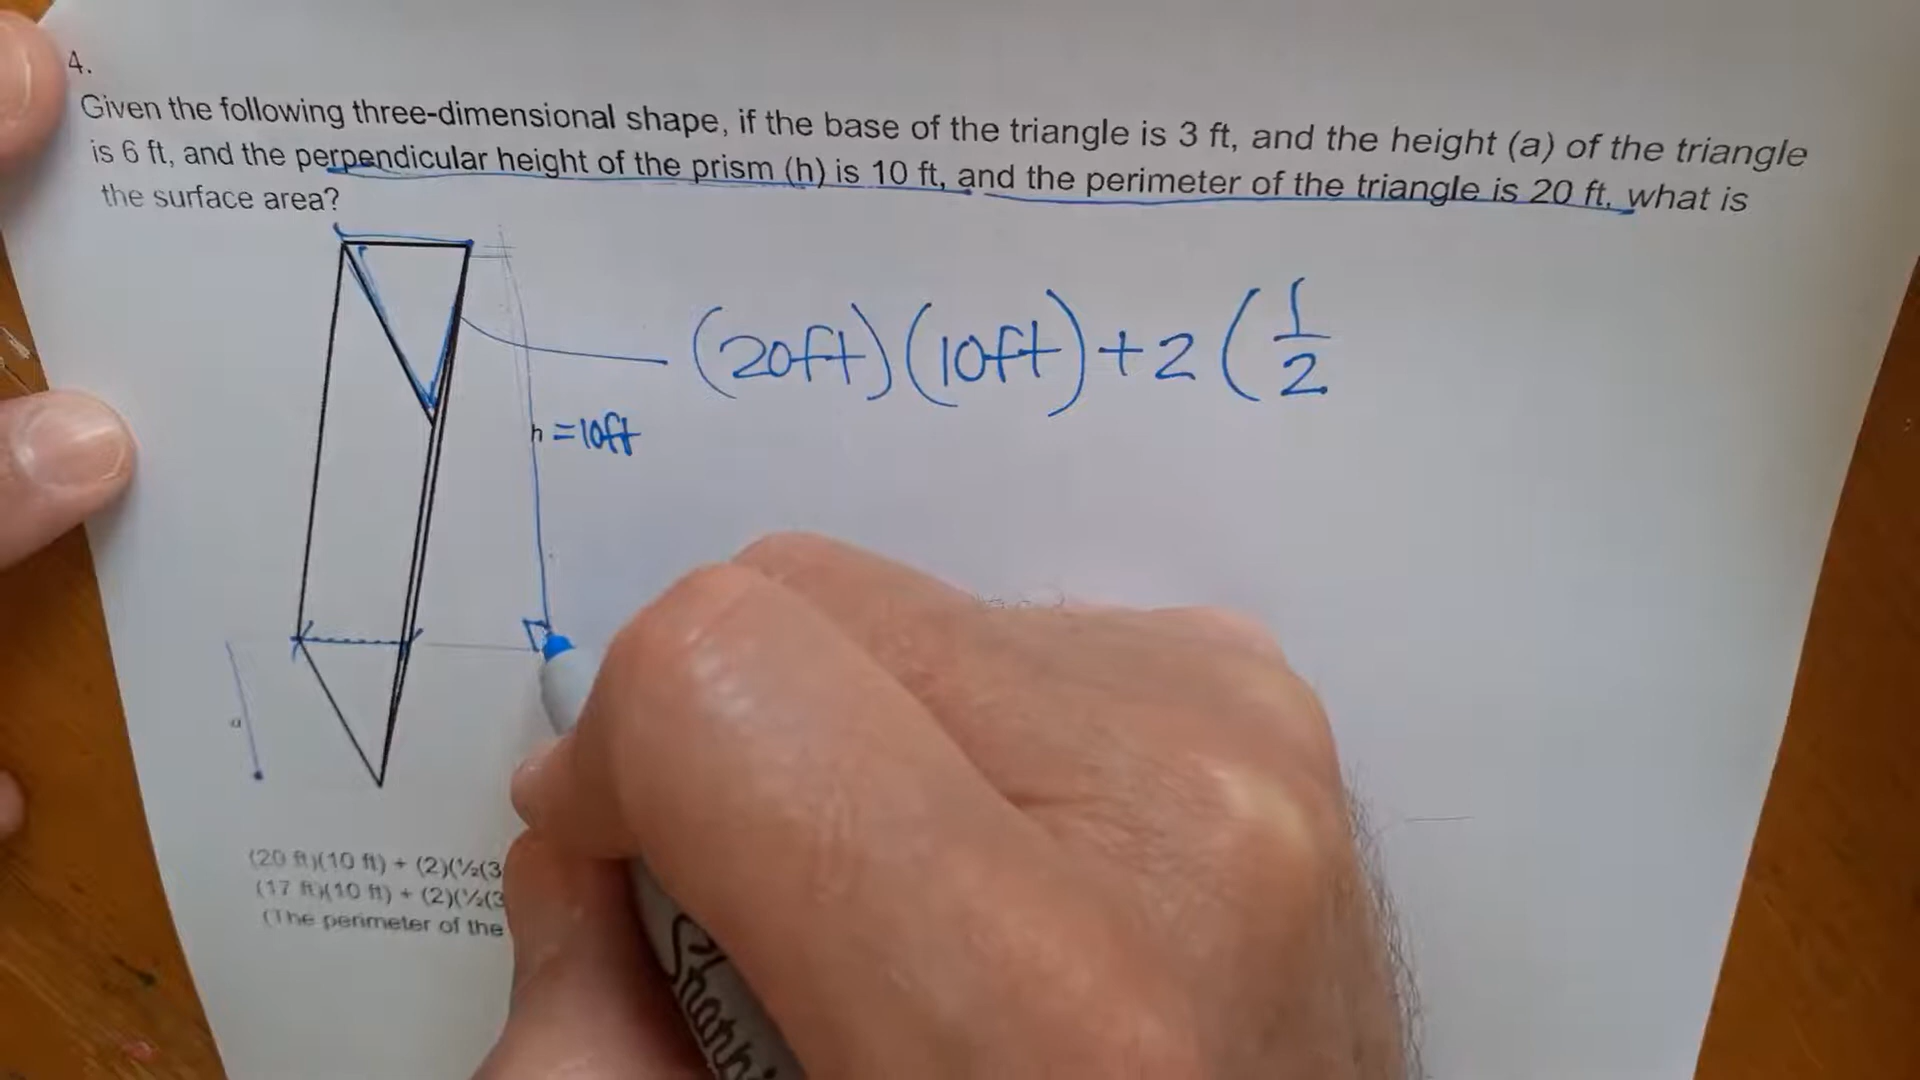 4.
Given the following three-dimensional shape, if the base of the triangle is 3 ft, and the height (a) of the triangle
is 6 ft, and the perpendicular height of the prism (h) is 10 ft, and the perimeter of the triangle is 20 ft, what is
the surface area?
(20ft)(10ft)+2(1/2
h =10ft
a
(20 ft)(10 ft) + (2)(½(3
(17 ft)(10 ft) + (2)(½(3
(The perimeter of the
Sharpi